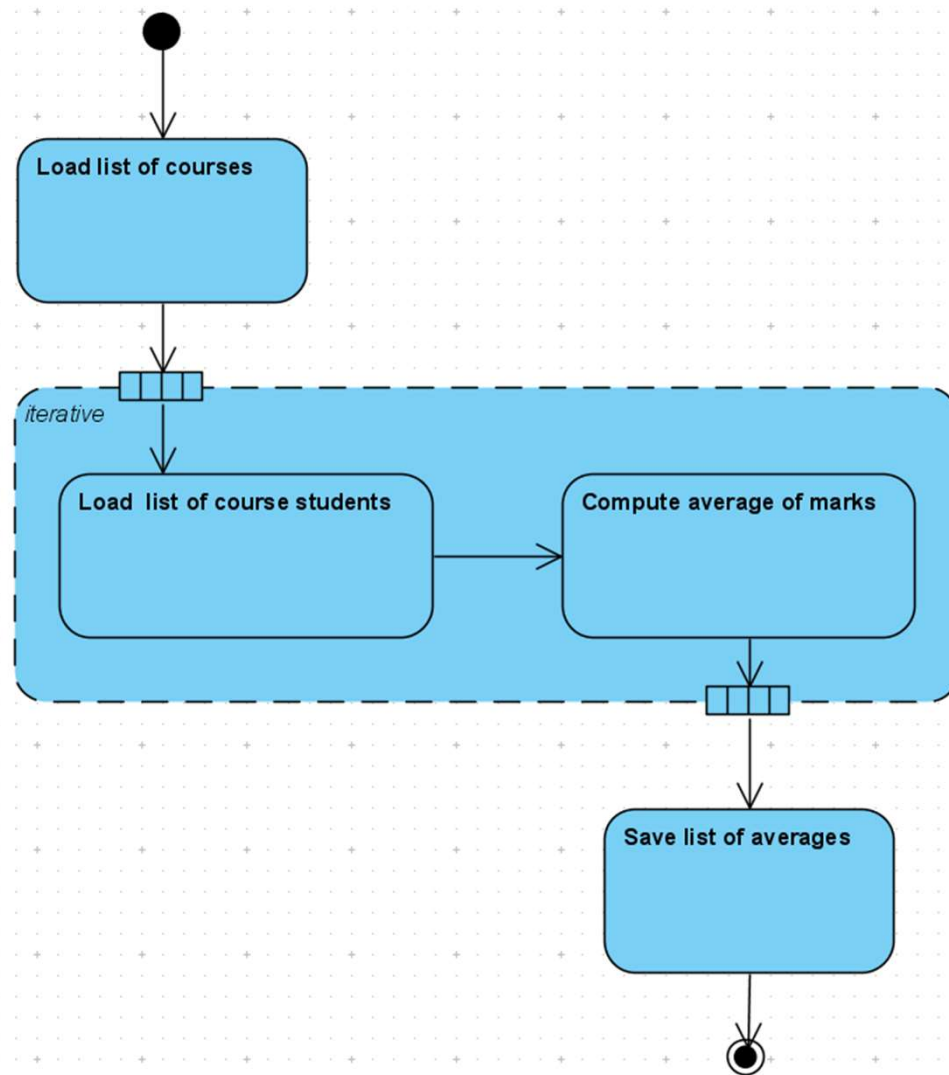 Load list of courses
iterative
Load  list of course students
Compute average of marks
Save list of averages